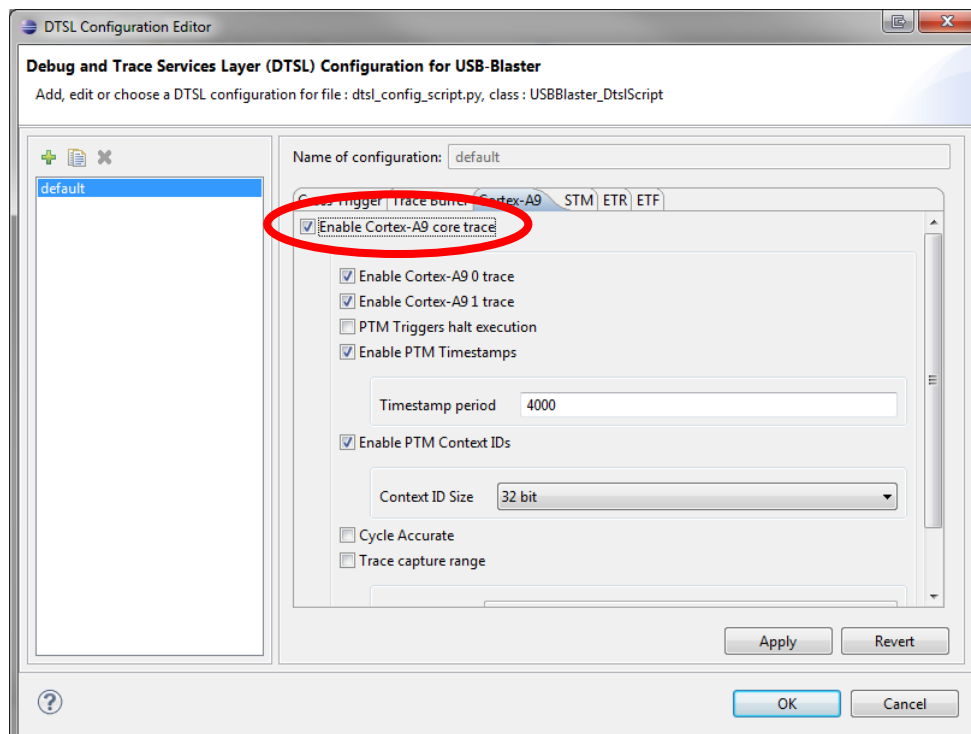 DTSL Configuration Editor
Debug and Trace Services Layer (DTSL) Configuration for USB-Blaster
Add, edit or choose a DTSL configuration for file : dtsl_config_script.py, class : USBBlaster_DtslScript
default
Name of configuration: default
Cross Trigger Trace Buffer Cortex-A9 STM ETR ETF
Enable Cortex-A9 core trace
Enable Cortex-A9 0 trace
Enable Cortex-A9 1 trace
PTM Triggers halt execution
Enable PTM Timestamps
Timestamp period 4000
Enable PTM Context IDs
Context ID Size 32 bit
Cycle Accurate
Trace capture range
Apply Revert
OK Cancel